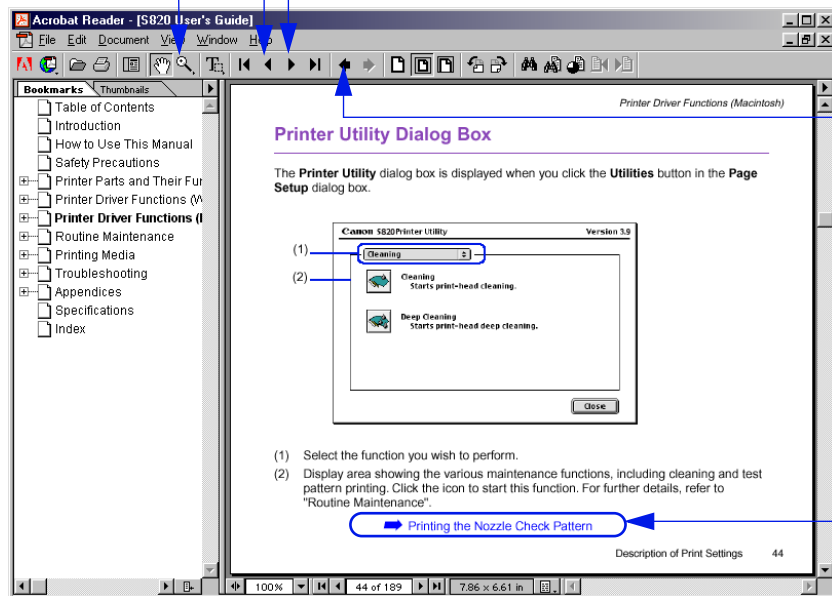 Acrobat Reader - [S820 User's Guide]
File Edit Document View Window Help
Bookmarks Thumbnails
Table of Contents
Introduction
How to Use This Manual
Safety Precautions
Printer Parts and Their Fur
Printer Driver Functions (W
Printer Driver Functions (I
Routine Maintenance
Printing Media
Troubleshooting
Appendices
Specifications
Index
Printer Driver Functions (Macintosh)
Printer Utility Dialog Box
The Printer Utility dialog box is displayed when you click the Utilities button in the Page
Setup dialog box.
Canon S820Printer Utility Version 3.9
(1)
Cleaning
(2)
Cleaning
Starts print-head cleaning.
Deep Cleaning
Starts print-head deep cleaning.
Close
(1) Select the function you wish to perform.
(2) Display area showing the various maintenance functions, including cleaning and test
pattern printing. Click the icon to start this function. For further details, refer to
"Routine Maintenance".
Printing the Nozzle Check Pattern
Description of Print Settings 44
100% 44 of 189 7.86 x 6.61 in